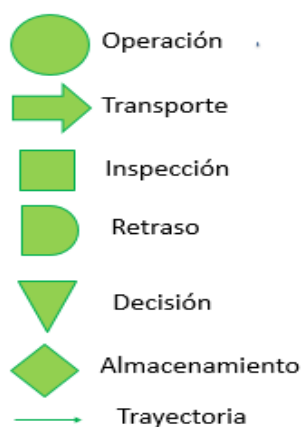 Operación
Transporte
Inspección
Retraso
Decisión
Almacenamiento
Trayectoria